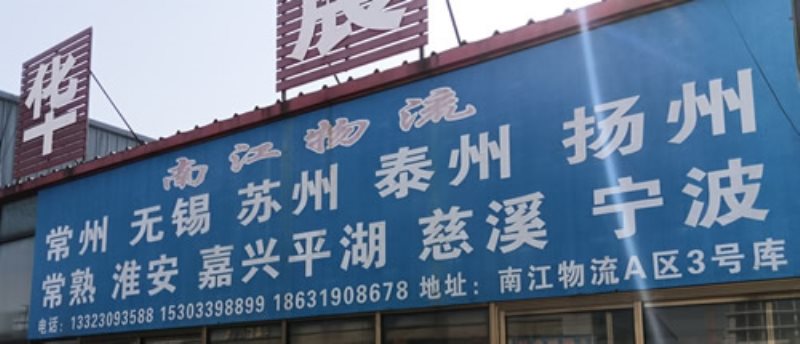 华展
南江物流
常州 无锡 苏州 泰州 扬州
常熟 淮安 嘉兴平湖 慈溪 宁波
电话：13323093588 15303398899 18631908678 地址：南江物流A区3号库